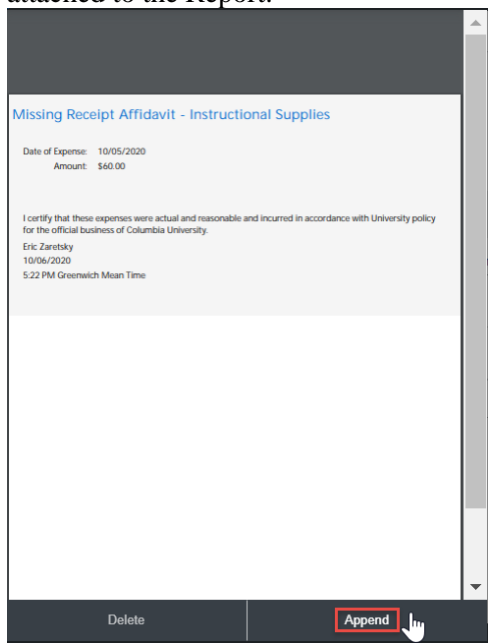 attached to the Report.
Missing Receipt Affidavit - Instructional Supplies
Date of Expense: 10/05/2020
Amount: $60.00
I certify that these expenses were actual and reasonable and incurred in accordance with University policy
for the official business of Columbia University.
Eric Zaretsky
10/06/2020
5:22 PM Greenwich Mean Time
Delete
Append